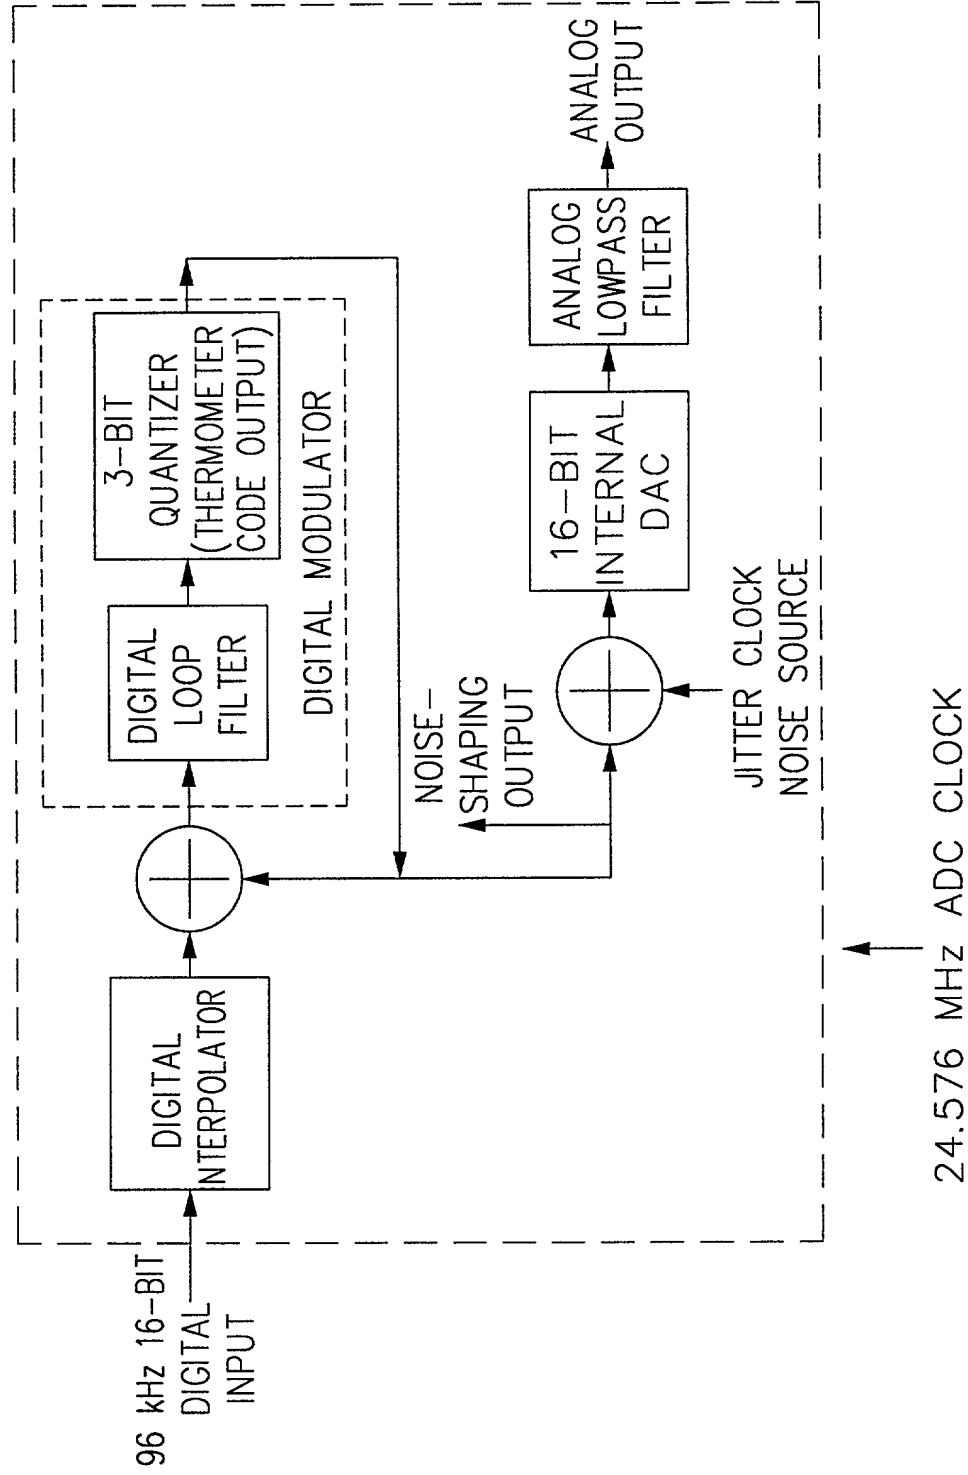 96 kHz 16-BIT
DIGITAL
INPUT
DIGITAL
NTERPOLATOR
DIGITAL
LOOP
FILTER
3-BIT
QUANTIZER
(THERMOMETER
CODE OUTPUT)
DIGITAL MODULATOR
NOISE-
SHAPING
OUTPUT
JITTER CLOCK
NOISE SOURCE
16-BIT
INTERNAL
DAC
ANALOG
LOWPASS
FILTER
ANALOG
OUTPUT
24.576 MHz ADC CLOCK